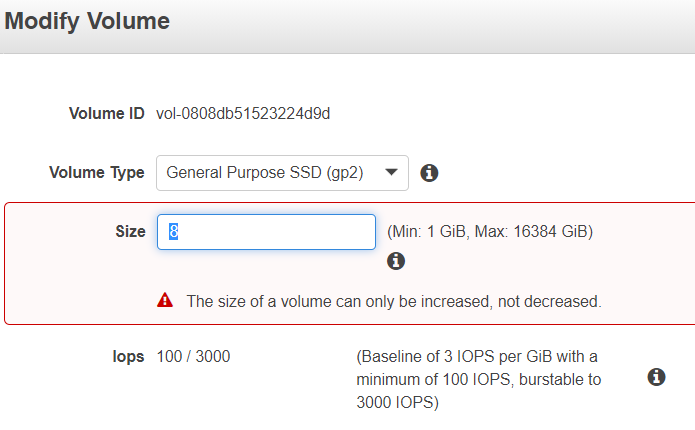 Modify Volume
Volume ID vol-0808db51523224d9d
Volume Type General Purpose SSD (gp2)
Size 8 (Min: 1 GiB, Max: 16384 GiB)
The size of a volume can only be increased, not decreased.
Iops 100 / 3000 (Baseline of 3 IOPS per GiB with a
minimum of 100 IOPS, burstable to
3000 IOPS)